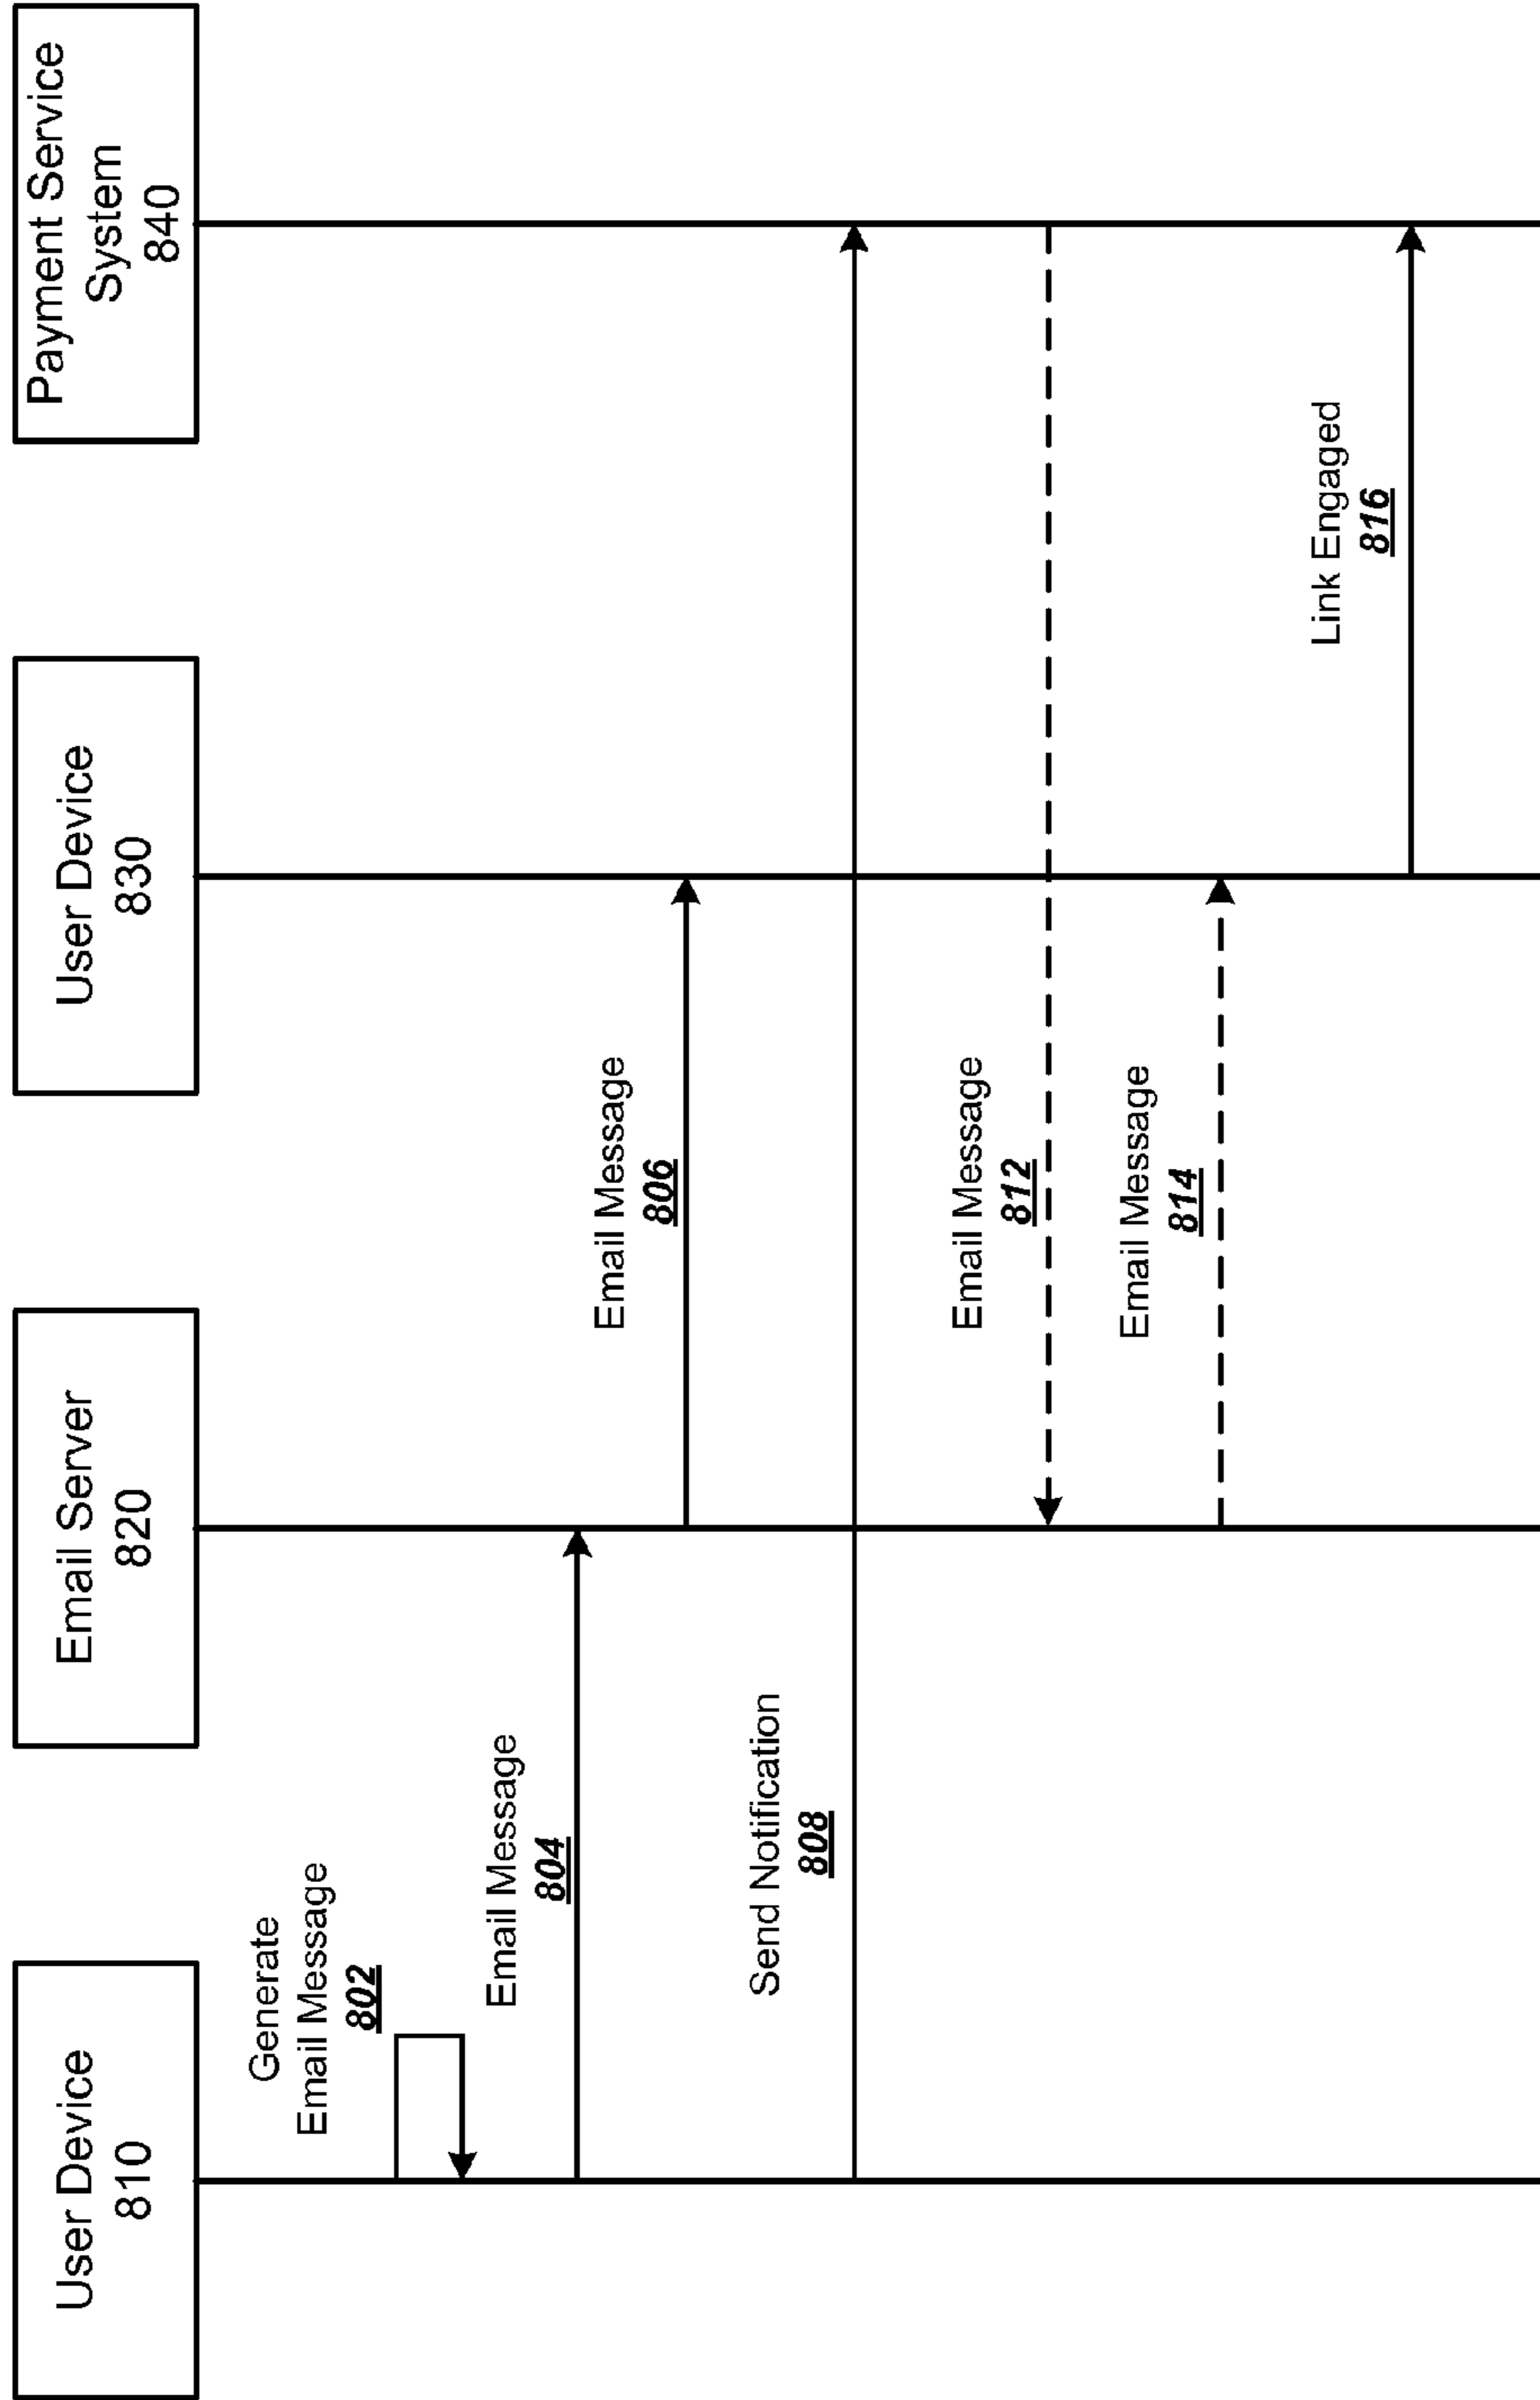 User Device
810
Email Server
820
User Device
830
Payment Service
System
840
Generate
Email Message
802
Email Message
804
Email Message
806
Send Notification
808
Email Message
812
Email Message
814
Link Engaged
816